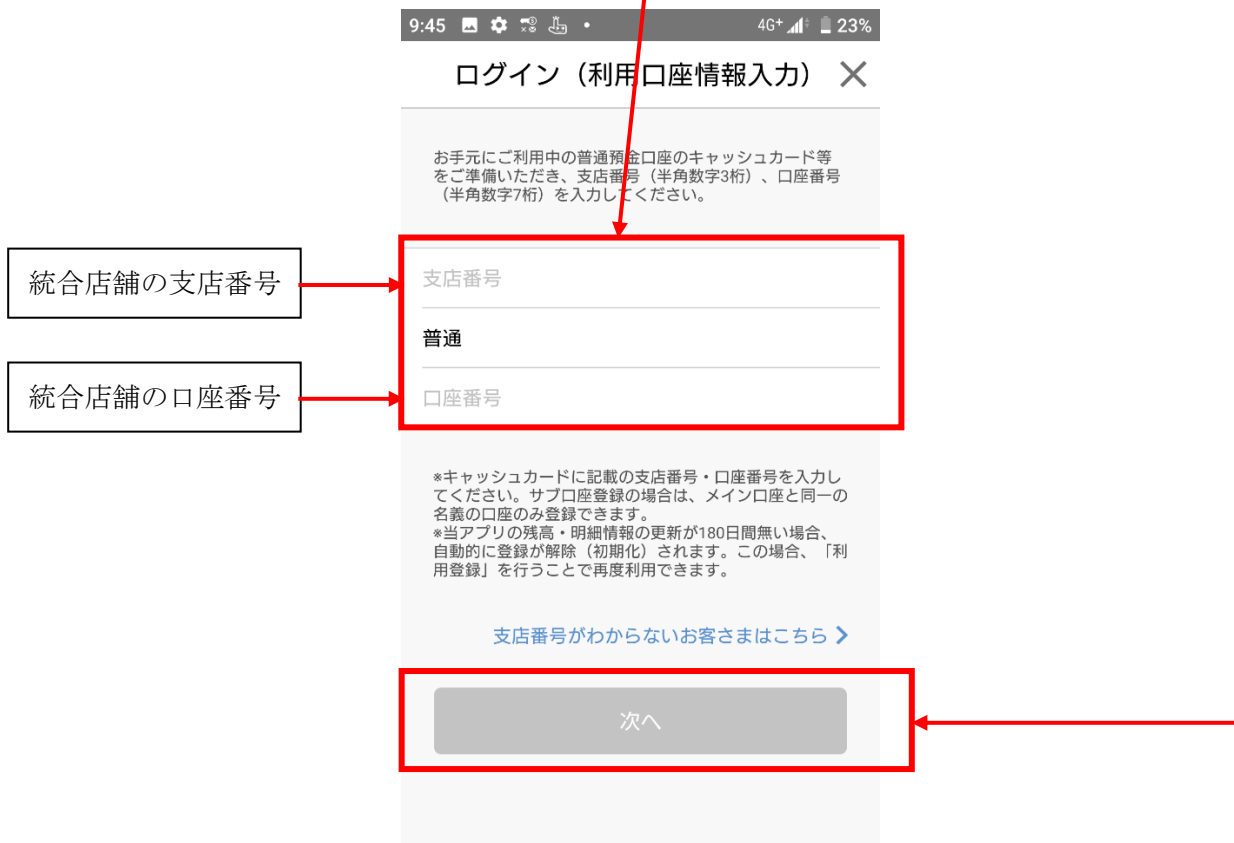 9:45
4G+ 23%
ログイン（利用口座情報入力）
お手元にご利用中の普通預金口座のキャッシュカード等
をご準備いただき、支店番号（半角数字3桁）、口座番号
（半角数字7桁）を入力してください。
統合店舗の支店番号
支店番号
普通
統合店舗の口座番号
口座番号
※キャッシュカードに記載の支店番号・口座番号を入力し
てください。サブ口座登録の場合は、メイン口座と同一の
名義の口座のみ登録できます。
※当アプリの残高・明細情報の更新が180日間無い場合、
自動的に登録が解除（初期化）されます。この場合、「利
用登録」を行うことで再度利用できます。
支店番号がわからないお客さまはこちら
次へ